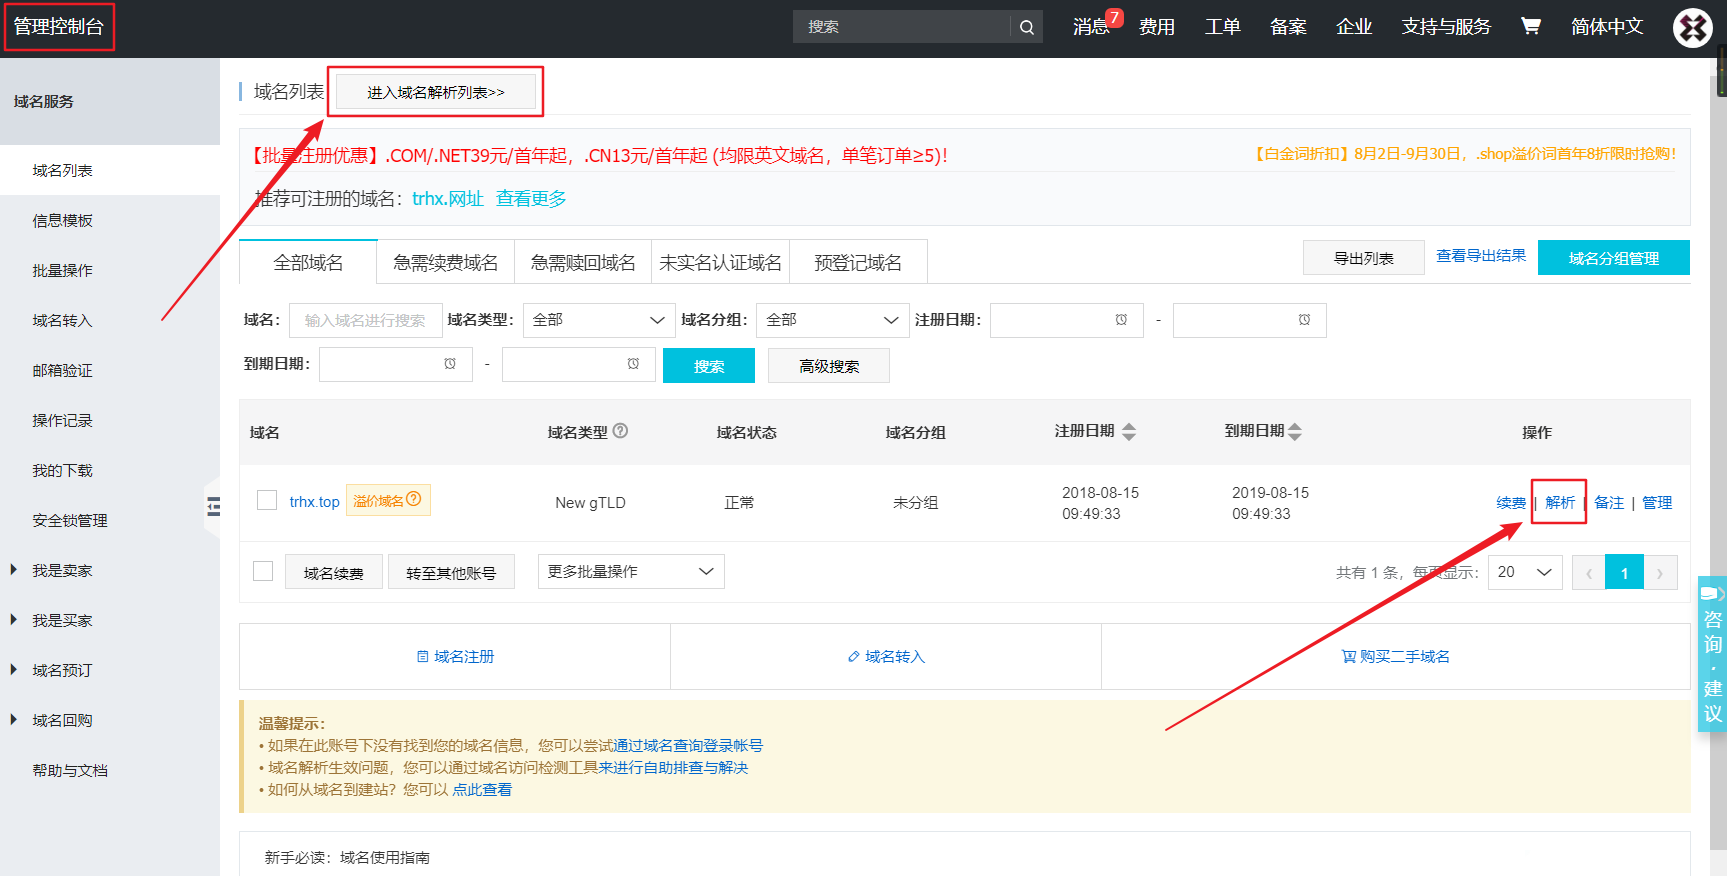 管理控制台
搜索
消息 7 费用 工单 备案 企业 支持与服务 简体中文
域名服务
域名列表
信息模板
批量操作
域名转入
邮箱验证
操作记录
我的下载
安全锁管理
我是卖家
我是买家
域名预订
域名回购
帮助与文档
域名列表 进入域名解析列表>>
【批量注册优惠】.COM/.NET39元/首年起，.CN13元/首年起 (均限英文域名，单笔订单≥5)！
【白金词折扣】8月2日-9月30日，.shop溢价词首年8折限时抢购！
推荐可注册的域名：trhx.网址 查看更多
全部域名 急需续费域名 急需赎回域名 未实名认证域名 预登记域名
导出列表 查看导出结果 域名分组管理
域名： 输入域名进行搜索 域名类型： 全部 域名分组： 全部 注册日期： -
到期日期： - 搜索 高级搜索
域名 域名类型 域名状态 域名分组 注册日期 到期日期 操作
trhx.top 溢价域名 New gTLD 正常 未分组 2018-08-15 09:49:33 2019-08-15 09:49:33 续费 | 解析 | 备注 | 管理
域名续费 转至其他账号 更多批量操作 共有 1 条，每页显示： 20 ‹ 1 ›
域名注册 域名转入 购买二手域名
温馨提示：
• 如果在此账号下没有找到您的域名信息，您可以尝试通过域名查询登录帐号
• 域名解析生效问题，您可以通过域名访问检测工具来进行自助排查与解决
• 如何从域名到建站？您可以 点此查看
新手必读：域名使用指南
咨询·建议